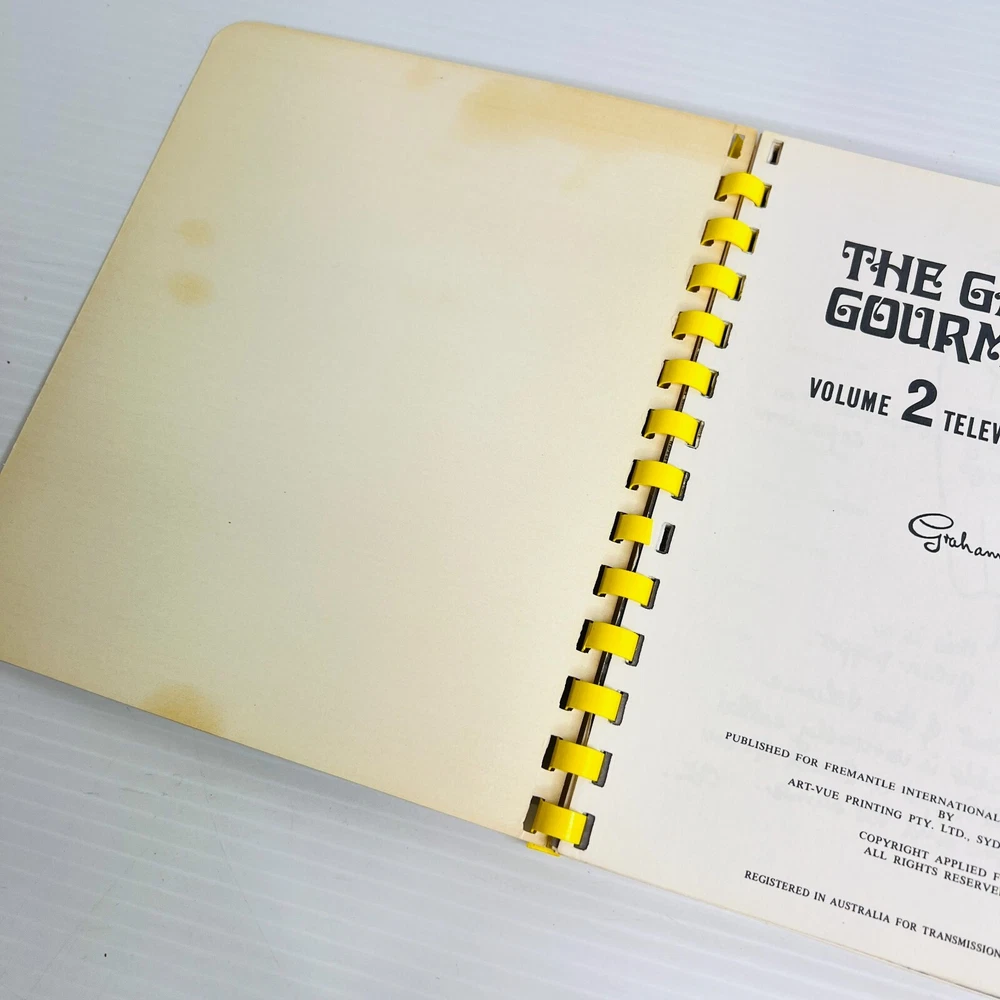 THE GA
GOURM
VOLUME 2 TELEV
Graham
PUBLISHED FOR FREMANTLE INTERNATIONAL
BY
ART-VUE PRINTING PTY. LTD., SYD
COPYRIGHT APPLIED F
ALL RIGHTS RESERVE
REGISTERED IN AUSTRALIA FOR TRANSMISSION